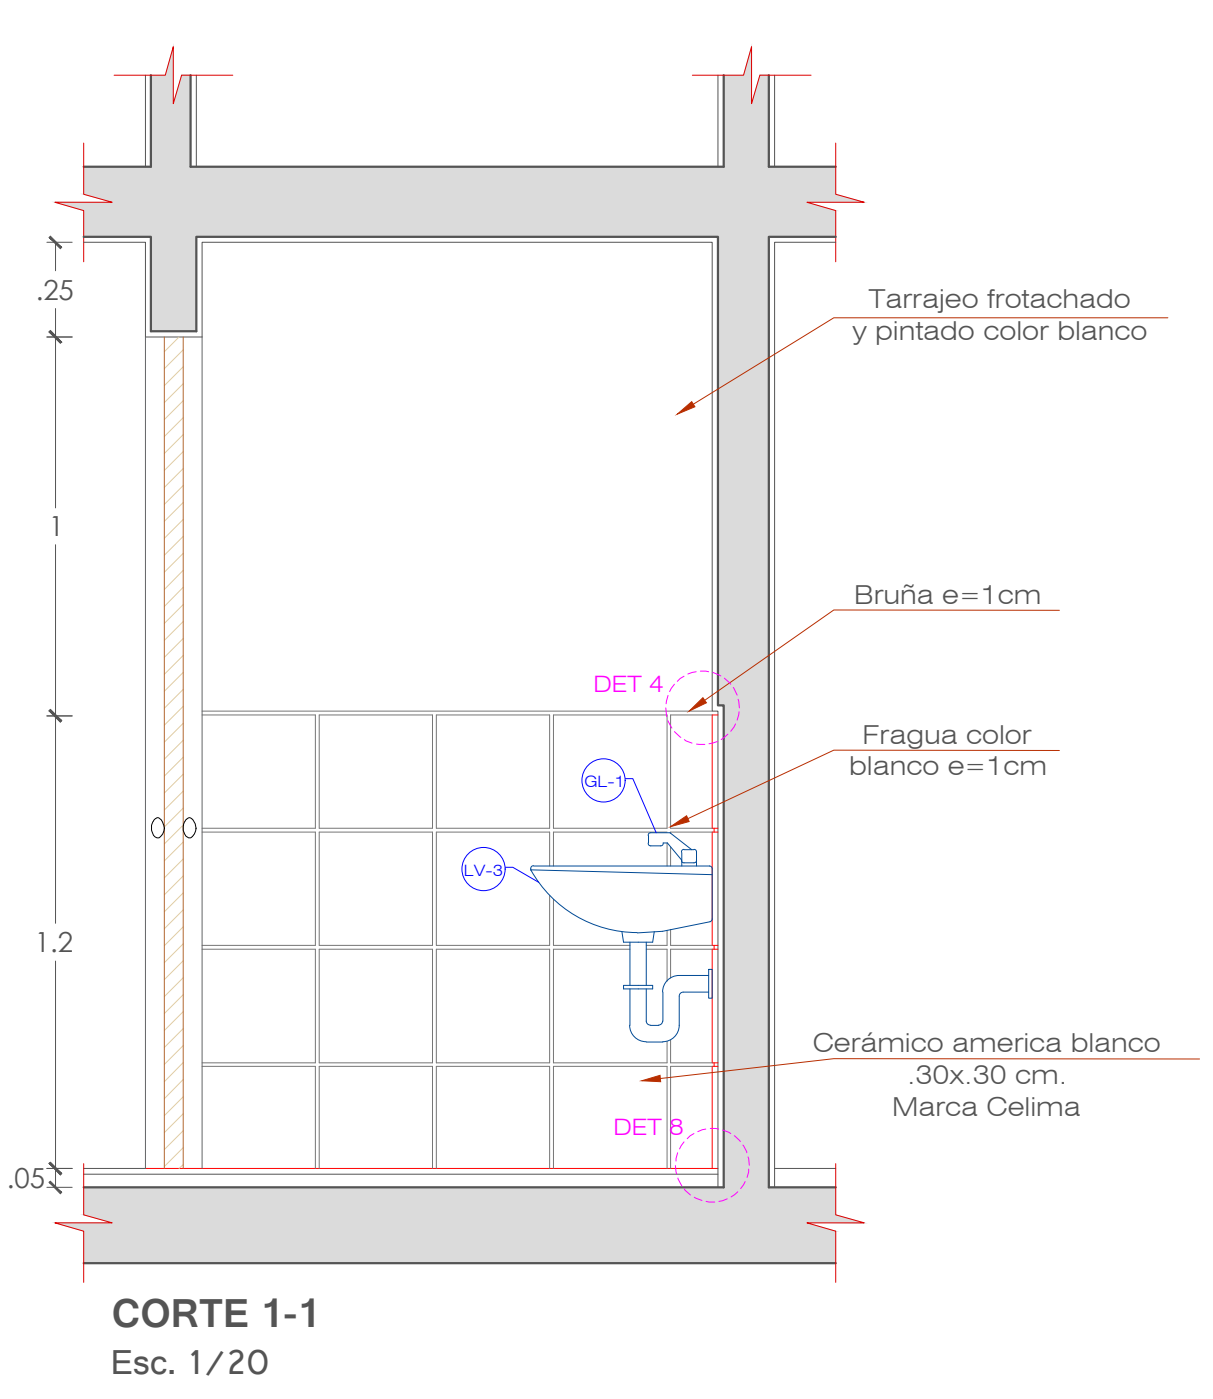 .25
Tarrajeo frotachado
y pintado color blanco
1
Bruña e=1cm
DET 4
Fragua color
blanco e=1cm
GL-1
LV-3
1.2
Cerámico america blanco
.30x.30 cm.
Marca Celima
DET 8
.05
CORTE 1-1
Esc. 1/20